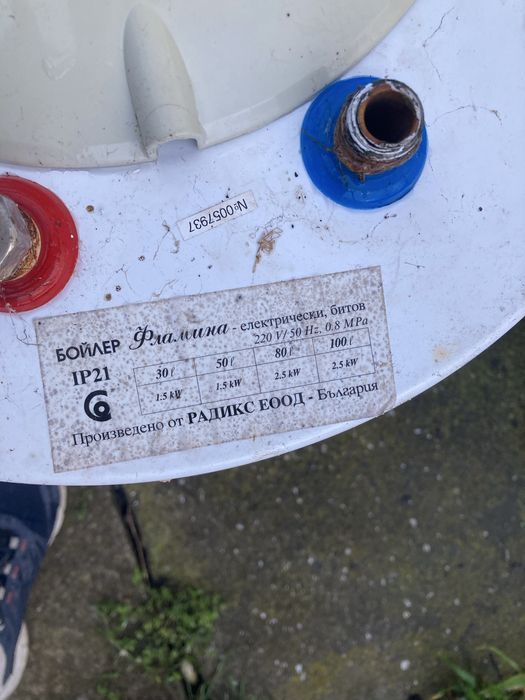 №0057937
БОЙЛЕР Фламина - електрически, битов
220 V/ 50 Hz, 0.8 MPa
IP21
30 ℓ 50 ℓ 80 ℓ 100 ℓ
1.5 kW 1.5 kW 2.5 kW 2.5 kW
Произведено от РАДИКС ЕООД - България